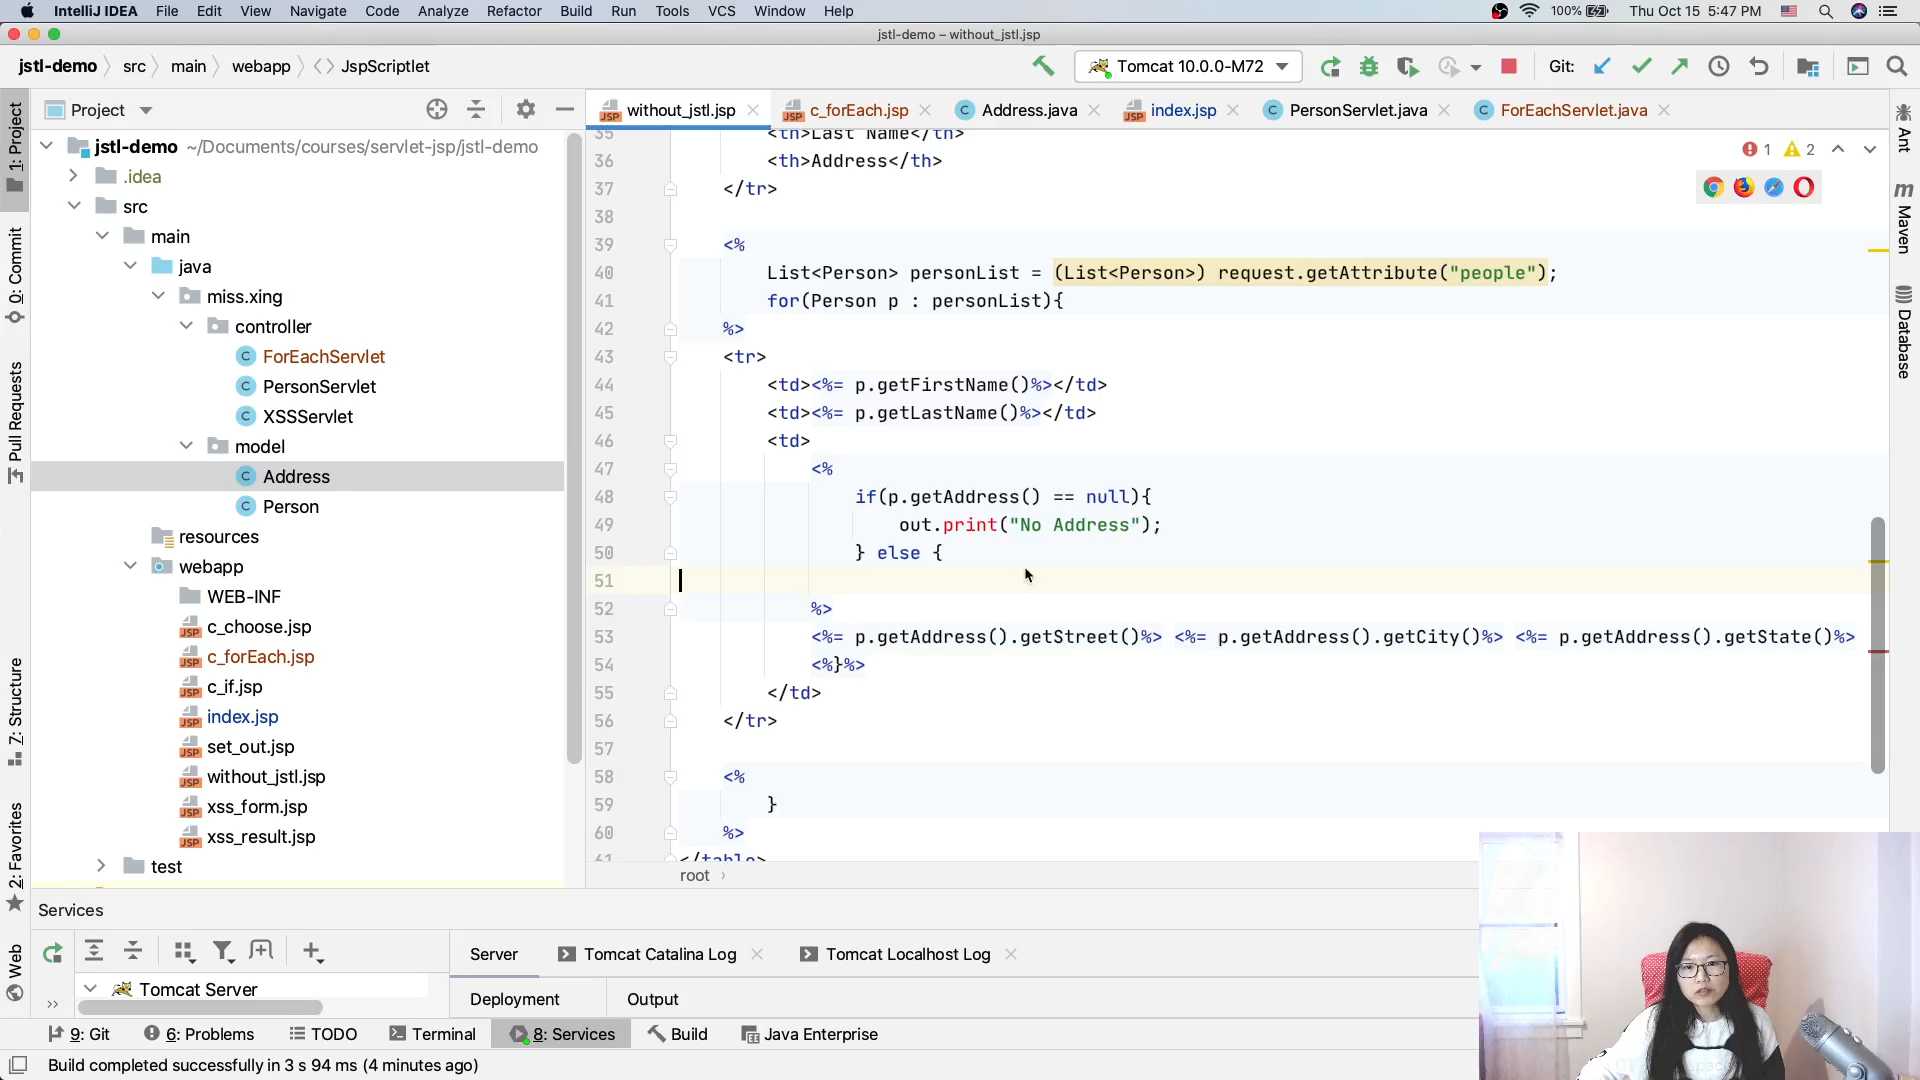 IntelliJ IDEA File Edit View Navigate Code Analyze Refactor Build Run Tools VCS Window Help 100% Thu Oct 15 5:47 PM
jstl-demo – without_jstl.jsp
jstl-demo src main webapp JspScriptlet Tomcat 10.0.0-M72 Git:
Project without_jstl.jsp c_forEach.jsp Address.java index.jsp PersonServlet.java ForEachServlet.java
1: Project
0: Commit
Pull Requests
Z: Structure
2: Favorites
Web
jstl-demo ~/Documents/courses/servlet-jsp/jstl-demo
.idea
src
main
java
miss.xing
controller
ForEachServlet
PersonServlet
XSSServlet
model
Address
Person
resources
webapp
WEB-INF
c_choose.jsp
c_forEach.jsp
c_if.jsp
index.jsp
set_out.jsp
without_jstl.jsp
xss_form.jsp
xss_result.jsp
test
35 <th>Last Name</th>
36 <th>Address</th>
37 </tr>
38
39 <%
40 List<Person> personList = (List<Person>) request.getAttribute("people");
41 for(Person p : personList){
42 %>
43 <tr>
44 <td><%= p.getFirstName()%></td>
45 <td><%= p.getLastName()%></td>
46 <td>
47 <%
48 if(p.getAddress() == null){
49 out.print("No Address");
50 } else {
51
52 %>
53 <%= p.getAddress().getStreet()%> <%= p.getAddress().getCity()%> <%= p.getAddress().getState()%>
54 <%}%>
55 </td>
56 </tr>
57
58 <%
59 }
60 %>
61 </table>
root
1 2
Ant
Maven
Database
Services
Server Tomcat Catalina Log Tomcat Localhost Log
Tomcat Server
Deployment Output
9: Git 6: Problems TODO Terminal 8: Services Build Java Enterprise
Build completed successfully in 3 s 94 ms (4 minutes ago)